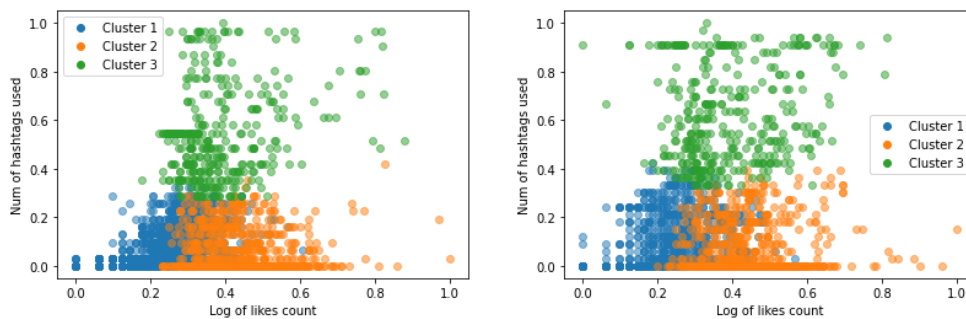 Cluster 1
Cluster 2
Cluster 3
Num of hashtags used
1.0
0.8
0.6
0.4
0.2
0.0
0.0 0.2 0.4 0.6 0.8 1.0
Log of likes count
Cluster 1
Cluster 2
Cluster 3
Num of hashtags used
1.0
0.8
0.6
0.4
0.2
0.0
0.0 0.2 0.4 0.6 0.8 1.0
Log of likes count